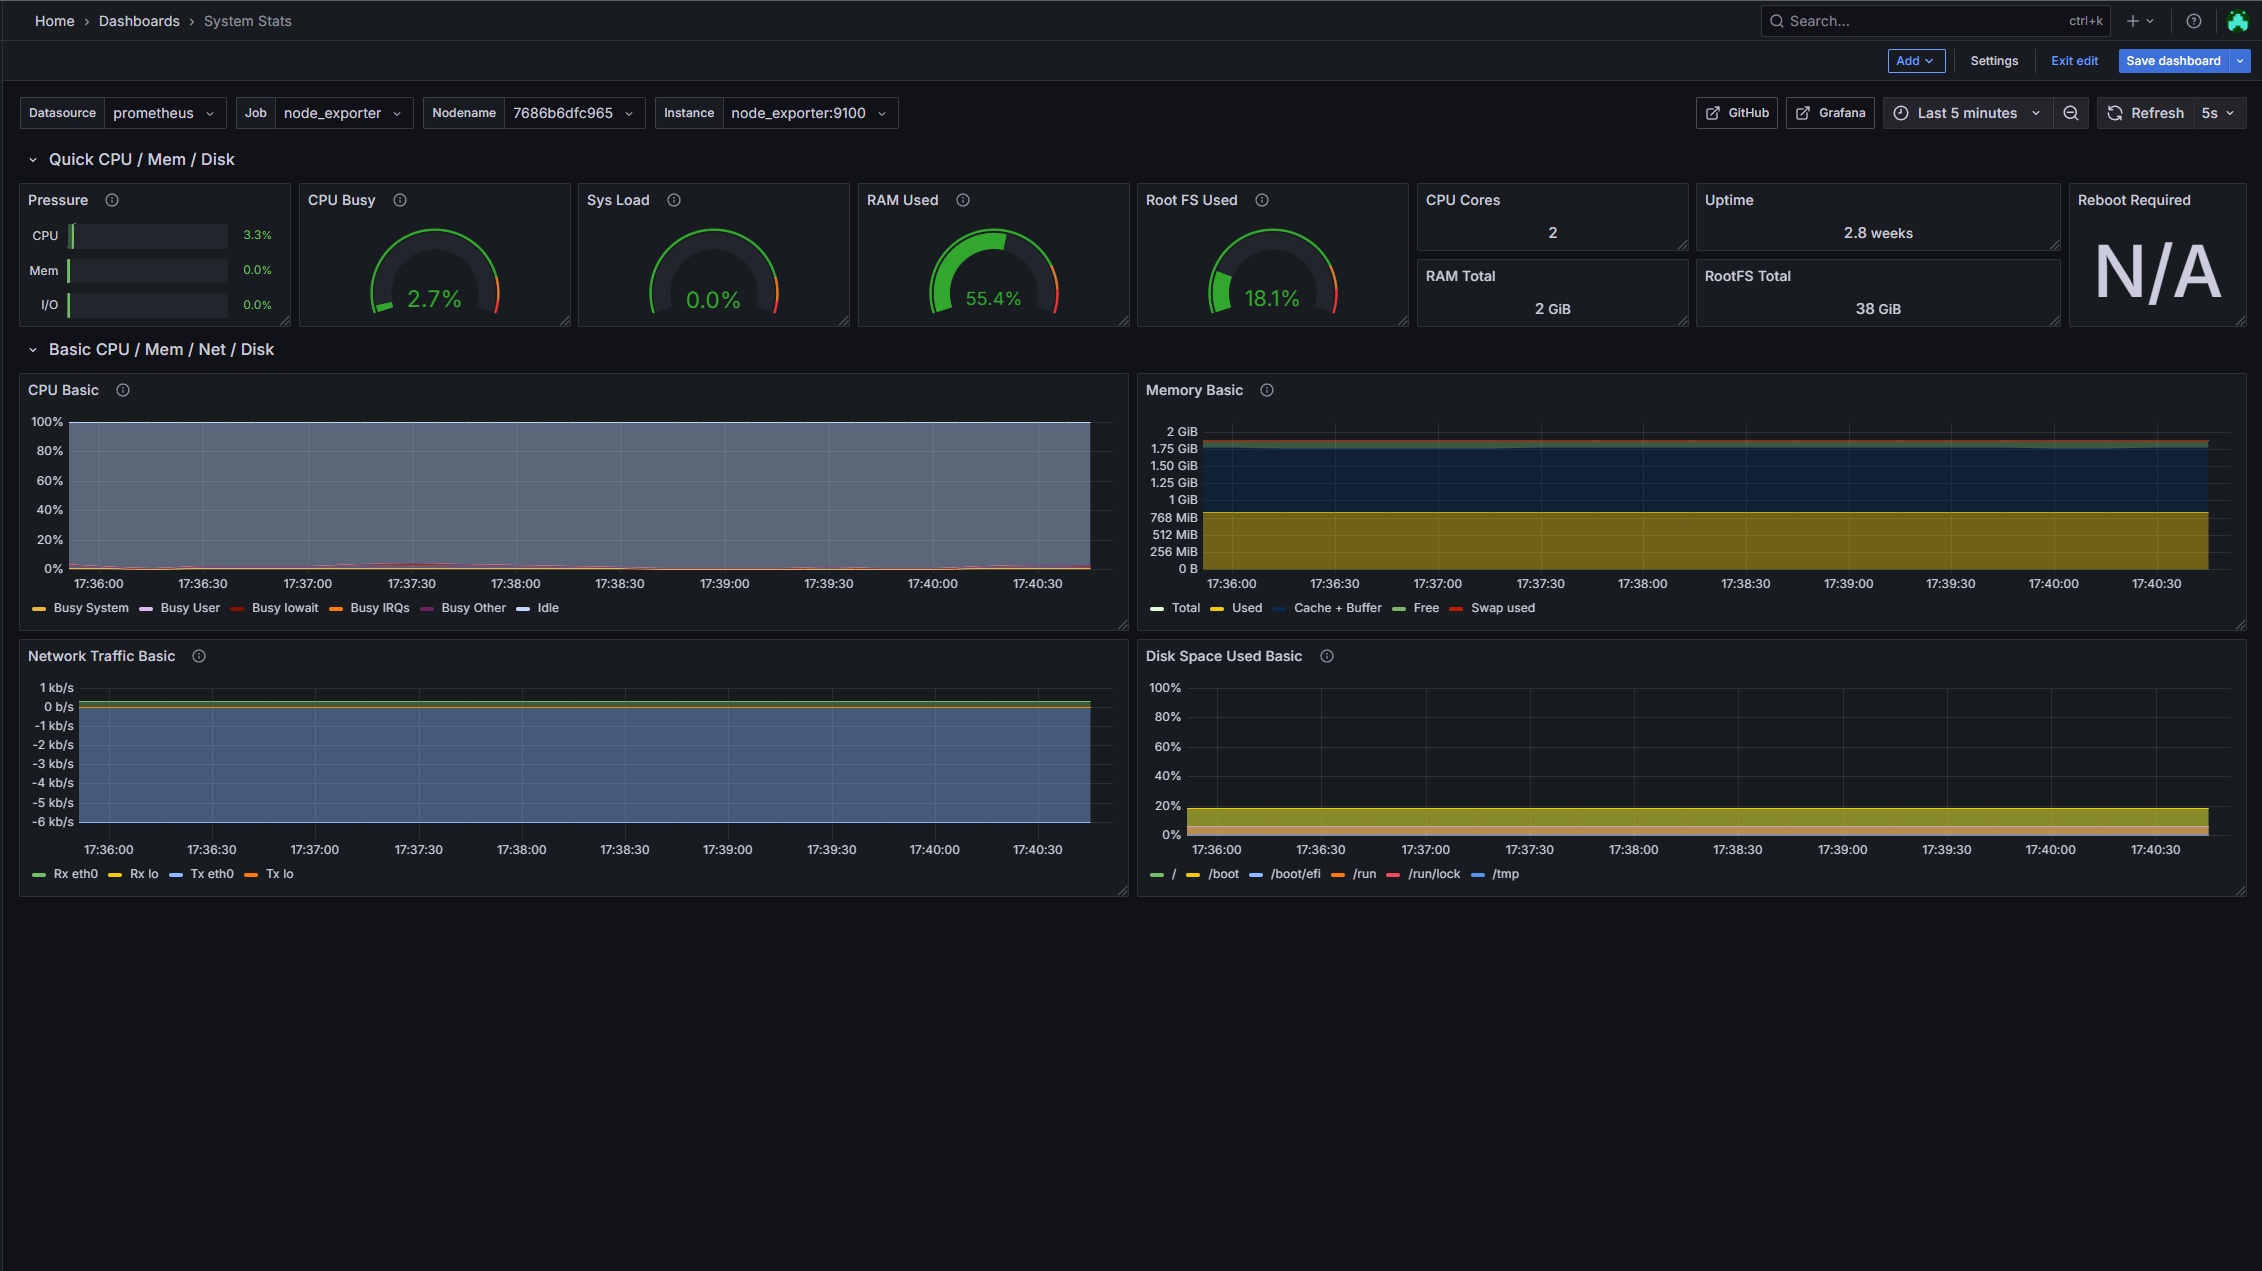 Home › Dashboards › System Stats
Search... ctrl+k
Add Settings Exit edit Save dashboard
Datasource prometheus Job node_exporter Nodename 7686b6dfc965 Instance node_exporter:9100 GitHub Grafana Last 5 minutes Refresh 5s
Quick CPU / Mem / Disk
Pressure
CPU 3.3%
Mem 0.0%
I/O 0.0%
CPU Busy
2.7%
Sys Load
0.0%
RAM Used
55.4%
Root FS Used
18.1%
CPU Cores
2
Uptime
2.8 weeks
RAM Total
2 GiB
RootFS Total
38 GiB
Reboot Required
N/A
Basic CPU / Mem / Net / Disk
CPU Basic
100%
80%
60%
40%
20%
0%
17:36:00 17:36:30 17:37:00 17:37:30 17:38:00 17:38:30 17:39:00 17:39:30 17:40:00 17:40:30
Busy System Busy User Busy Iowait Busy IRQs Busy Other Idle
Memory Basic
2 GiB
1.75 GiB
1.50 GiB
1.25 GiB
1 GiB
768 MiB
512 MiB
256 MiB
0 B
17:36:00 17:36:30 17:37:00 17:37:30 17:38:00 17:38:30 17:39:00 17:39:30 17:40:00 17:40:30
Total Used Cache + Buffer Free Swap used
Network Traffic Basic
1 kb/s
0 b/s
-1 kb/s
-2 kb/s
-3 kb/s
-4 kb/s
-5 kb/s
-6 kb/s
17:36:00 17:36:30 17:37:00 17:37:30 17:38:00 17:38:30 17:39:00 17:39:30 17:40:00 17:40:30
Rx eth0 Rx lo Tx eth0 Tx lo
Disk Space Used Basic
100%
80%
60%
40%
20%
0%
17:36:00 17:36:30 17:37:00 17:37:30 17:38:00 17:38:30 17:39:00 17:39:30 17:40:00 17:40:30
/ /boot /boot/efi /run /run/lock /tmp